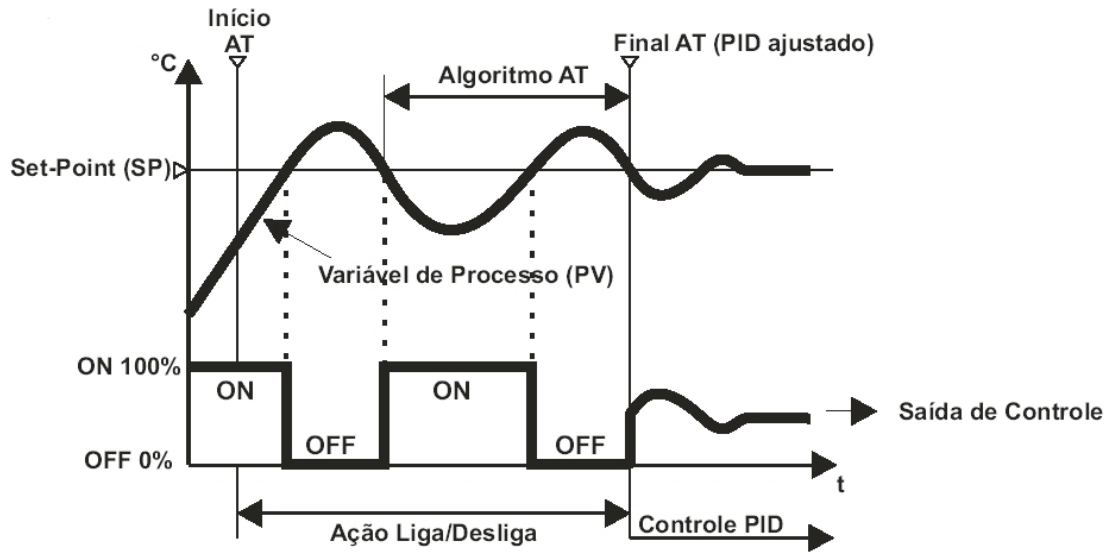 Início
AT
Final AT (PID ajustado)
°C
Algoritmo AT
Set-Point (SP)
Variável de Processo (PV)
ON 100%
ON
ON
OFF
OFF
Saída de Controle
OFF 0%
t
Ação Liga/Desliga
Controle PID